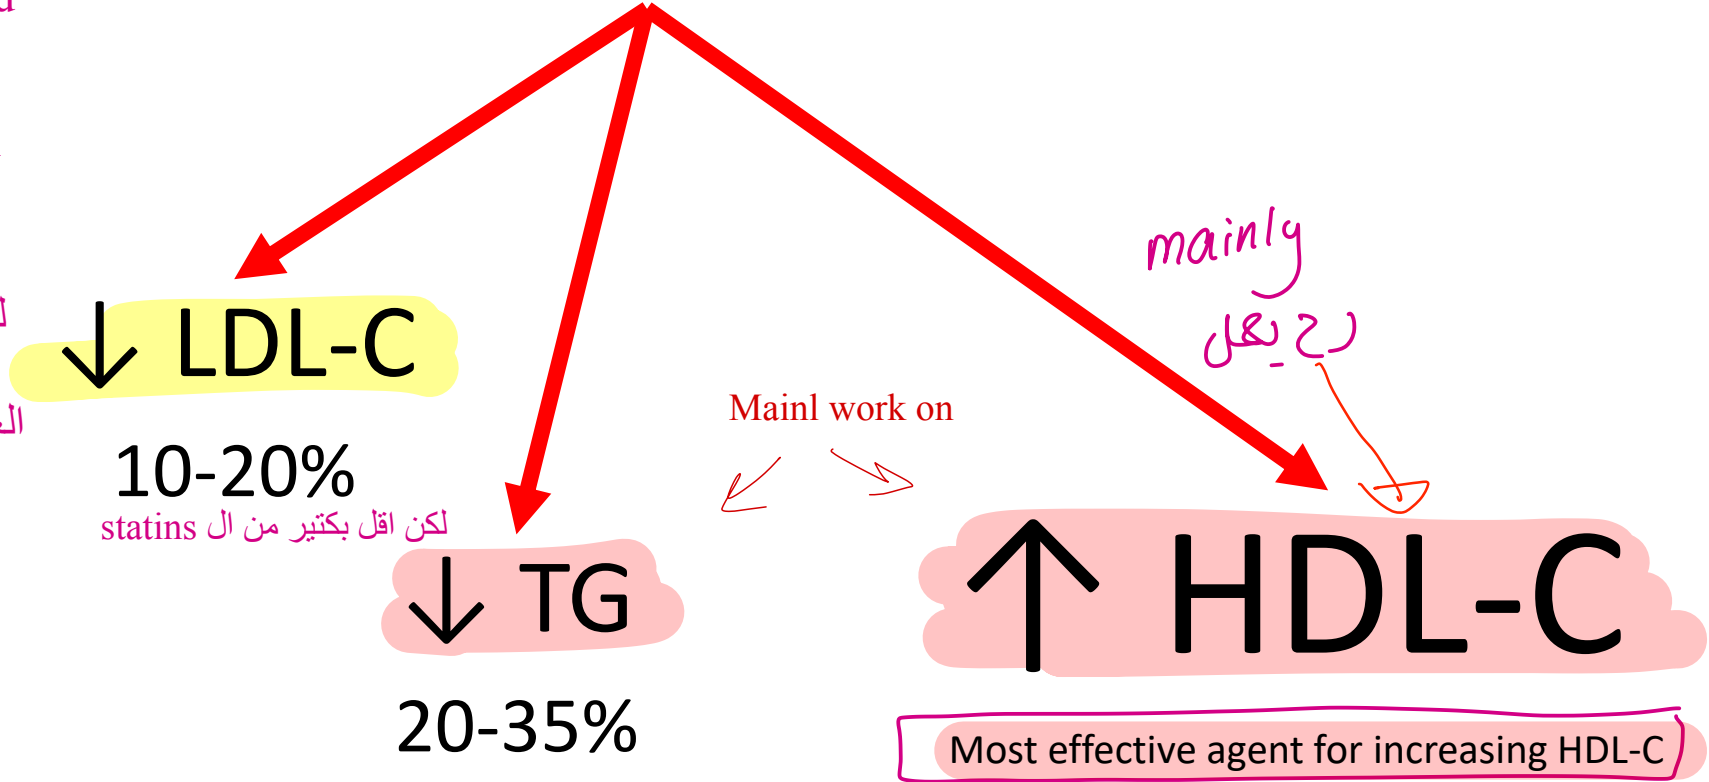 mainly
رح يعمل
↓ LDL-C
Mainl work on
10-20%
لكن اقل بكتير من ال statins
↓ TG
↑ HDL-C
20-35%
Most effective agent for increasing HDL-C